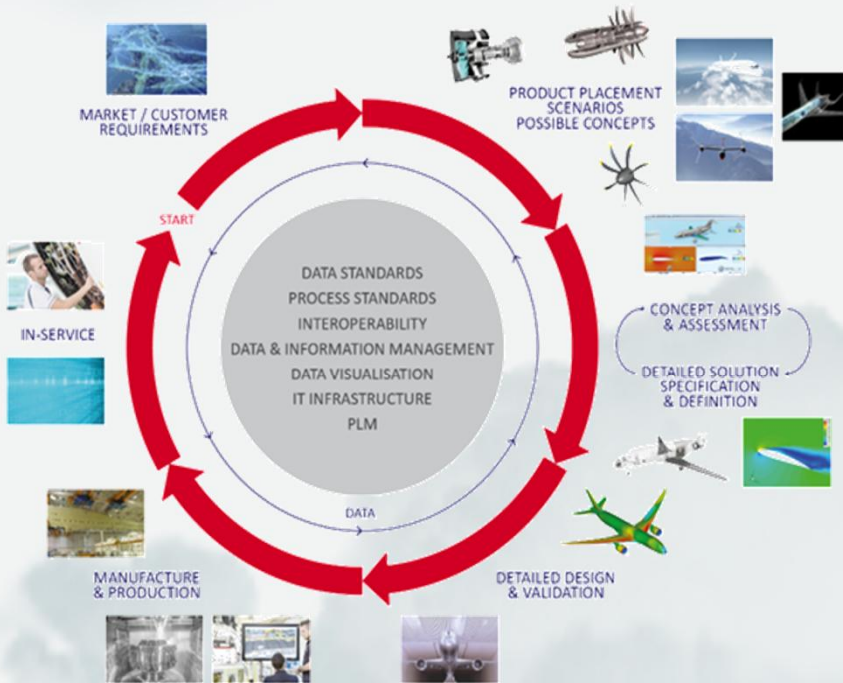 MARKET / CUSTOMER
REQUIREMENTS
PRODUCT PLACEMENT
SCENARIOS
POSSIBLE CONCEPTS
START
CONCEPT ANALYSIS
& ASSESSMENT
DETAILED SOLUTION
SPECIFICATION
& DEFINITION
DATA STANDARDS
PROCESS STANDARDS
INTEROPERABILITY
DATA & INFORMATION MANAGEMENT
DATA VISUALISATION
IT INFRASTRUCTURE
PLM
DATA
IN-SERVICE
DETAILED DESIGN
& VALIDATION
MANUFACTURE
& PRODUCTION